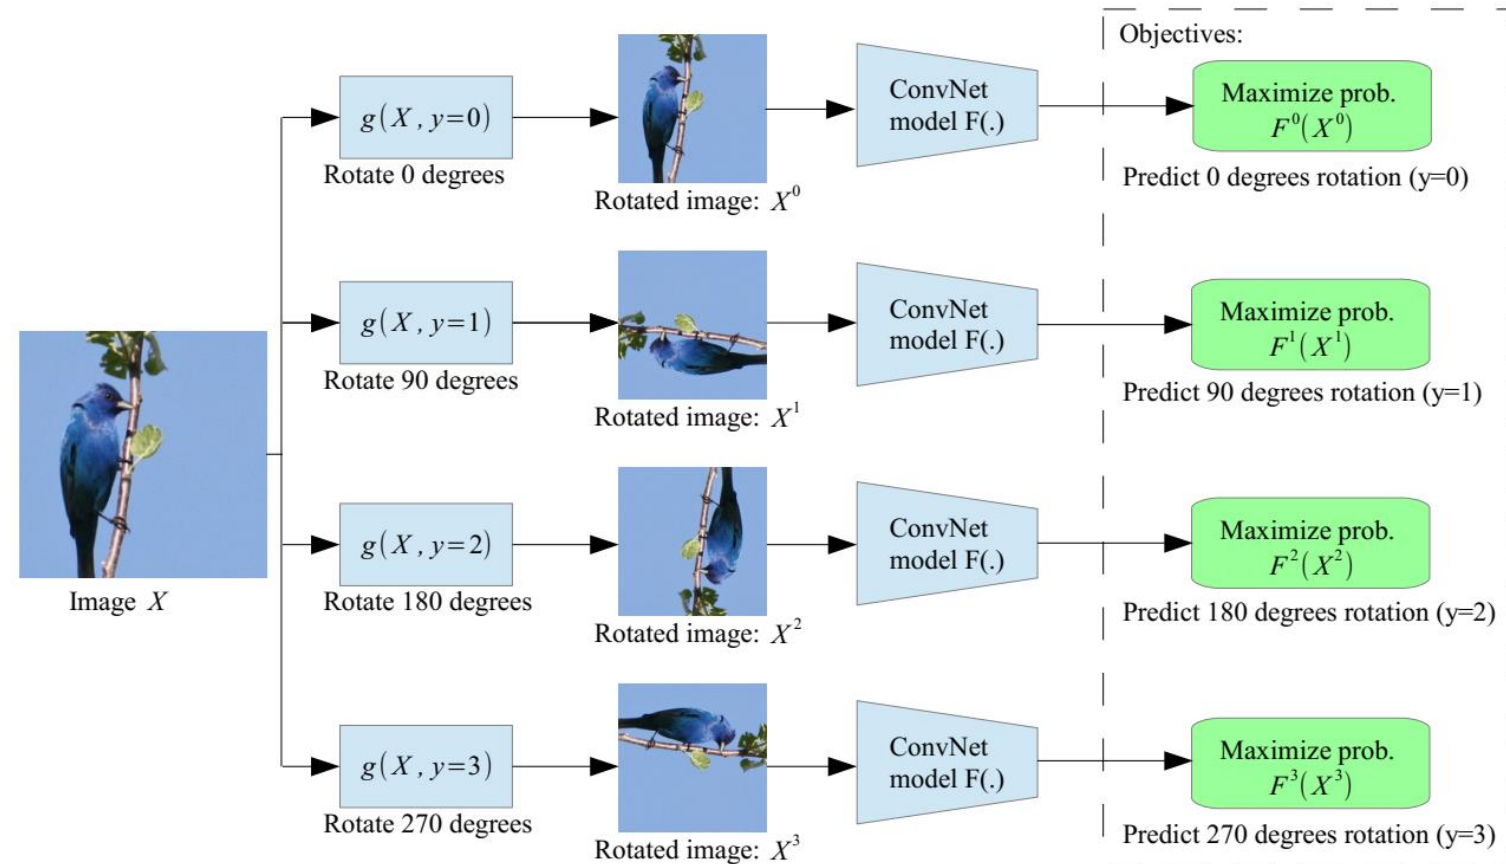 Objectives:
g(X, y=0)
Rotate 0 degrees
Rotated image: X⁰
ConvNet
model F(.)
Maximize prob.
F⁰(X⁰)
Predict 0 degrees rotation (y=0)
g(X, y=1)
Rotate 90 degrees
Rotated image: X¹
ConvNet
model F(.)
Maximize prob.
F¹(X¹)
Predict 90 degrees rotation (y=1)
Image X
g(X, y=2)
Rotate 180 degrees
Rotated image: X²
ConvNet
model F(.)
Maximize prob.
F²(X²)
Predict 180 degrees rotation (y=2)
g(X, y=3)
Rotate 270 degrees
Rotated image: X³
ConvNet
model F(.)
Maximize prob.
F³(X³)
Predict 270 degrees rotation (y=3)